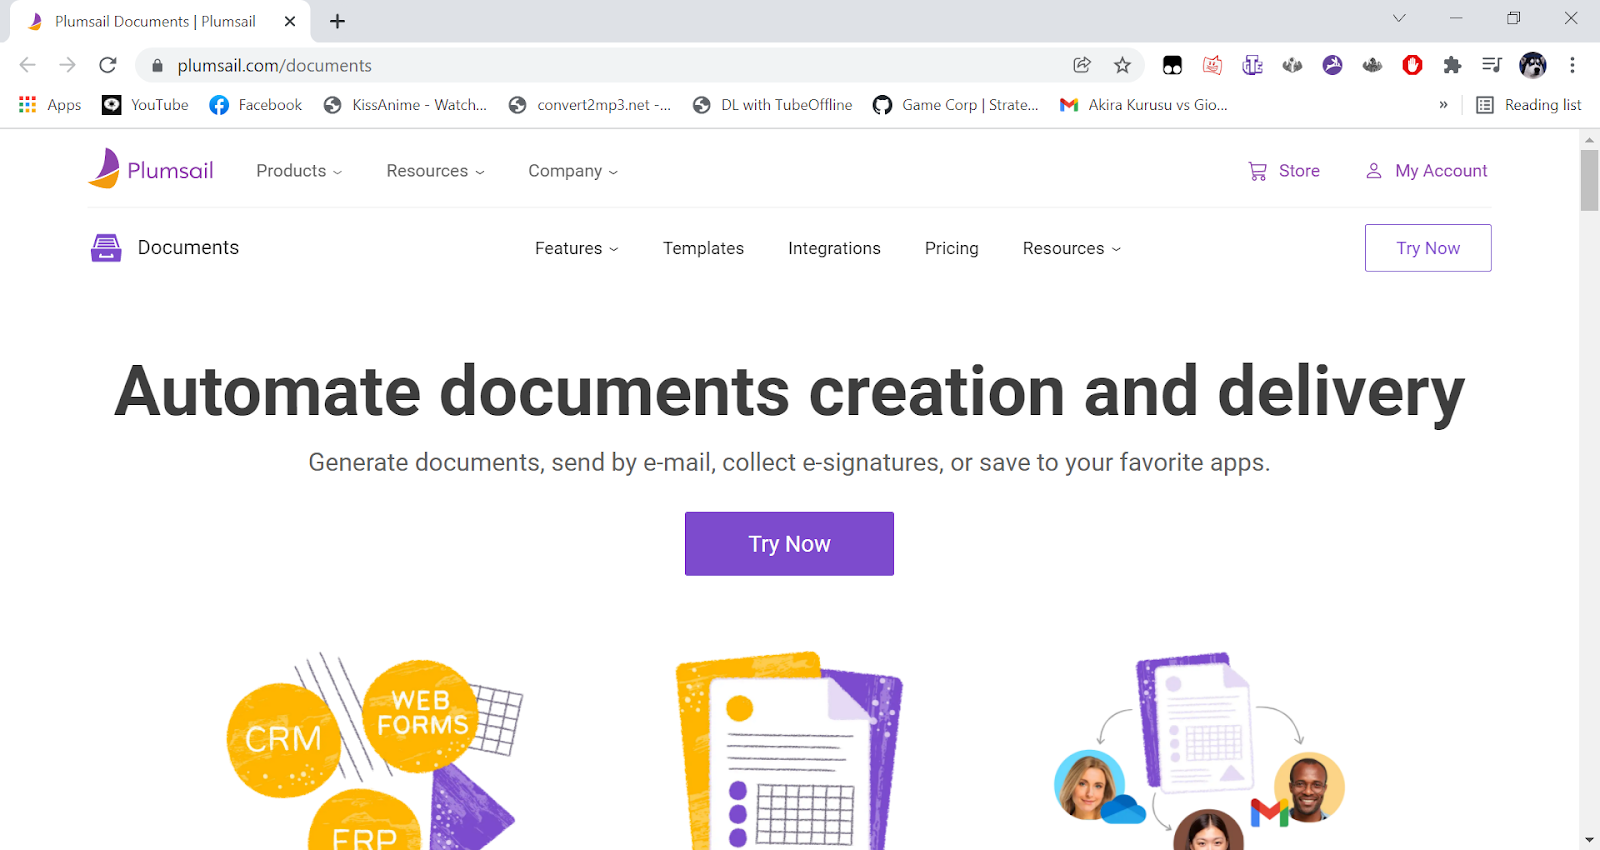 Plumsail Documents | Plumsail
plumsail.com/documents
Apps YouTube Facebook KissAnime - Watch... convert2mp3.net -... DL with TubeOffline Game Corp | Strate... Akira Kurusu vs Gio... » Reading list
Plumsail Products Resources Company Store My Account
Documents Features Templates Integrations Pricing Resources Try Now
Automate documents creation and delivery
Generate documents, send by e-mail, collect e-signatures, or save to your favorite apps.
Try Now
WEB
FORMS
CRM
ERP